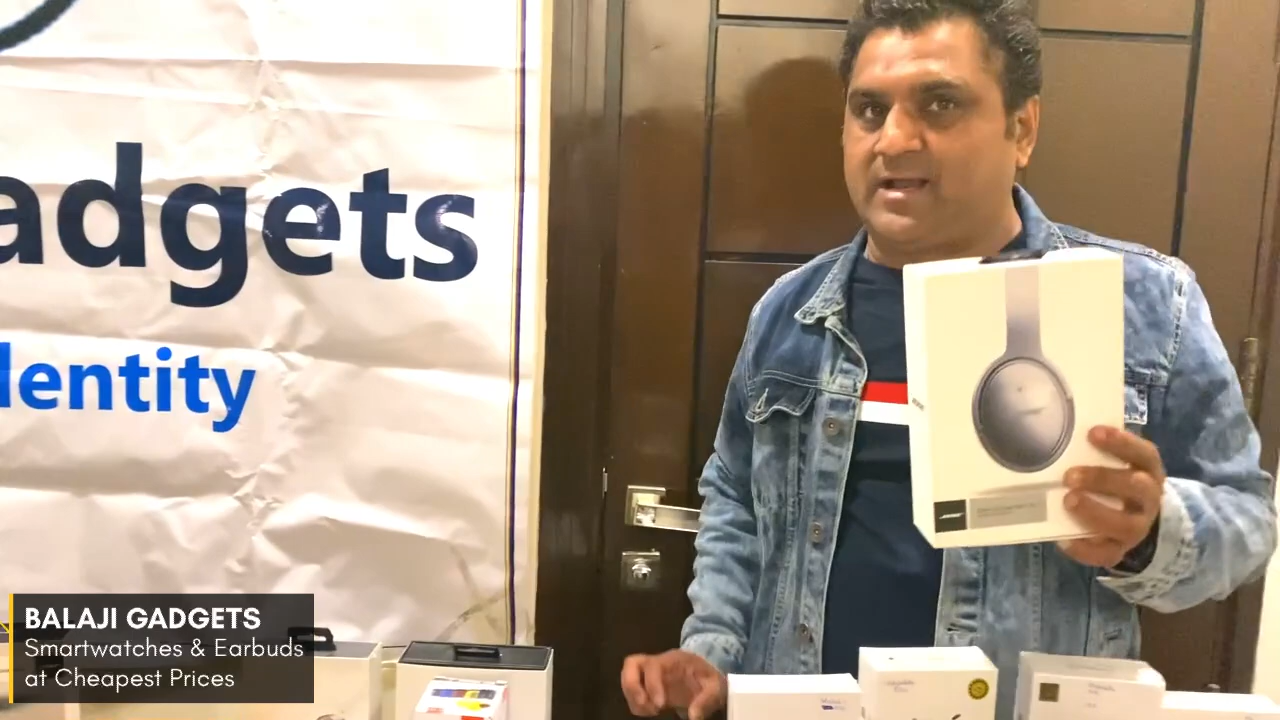 adgets
dentity
BALAJI GADGETS
Smartwatches & Earbuds
at Cheapest Prices
BOSE